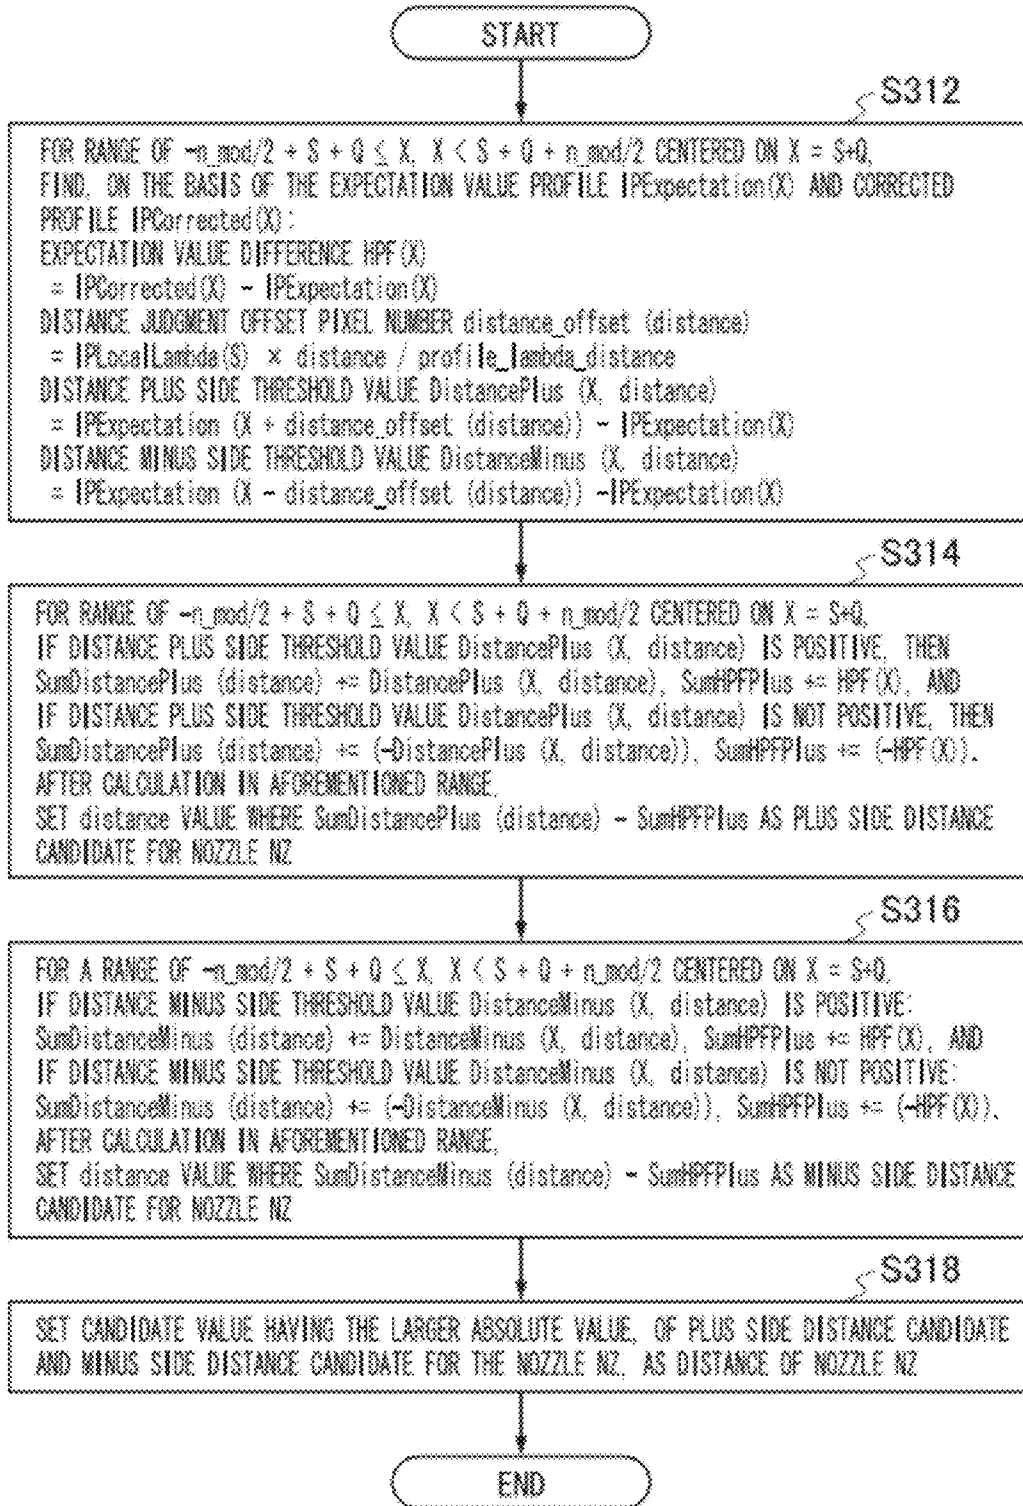 START
S312
FOR RANGE OF -n_mod/2 + S + Q ≤ X, X < S + Q + n_mod/2 CENTERED ON X = S+Q,
FIND, ON THE BASIS OF THE EXPECTATION VALUE PROFILE IPExpectation(X) AND CORRECTED
PROFILE IPCorrected(X):
EXPECTATION VALUE DIFFERENCE HPF(X)
= IPCorrected(X) - IPExpectation(X)
DISTANCE JUDGMENT OFFSET PIXEL NUMBER distance_offset (distance)
= IPLocalLambda(S) × distance / profile_lambda_distance
DISTANCE PLUS SIDE THRESHOLD VALUE DistancePlus (X, distance)
= IPExpectation (X + distance_offset (distance)) - IPExpectation(X)
DISTANCE MINUS SIDE THRESHOLD VALUE DistanceMinus (X, distance)
= IPExpectation (X - distance_offset (distance)) -IPExpectation(X)
S314
FOR RANGE OF -n_mod/2 + S + Q ≤ X, X < S + Q + n_mod/2 CENTERED ON X = S+Q,
IF DISTANCE PLUS SIDE THRESHOLD VALUE DistancePlus (X, distance) IS POSITIVE, THEN
SumDistancePlus (distance) += DistancePlus (X, distance), SumHPFPlus += HPF(X), AND
IF DISTANCE PLUS SIDE THRESHOLD VALUE DistancePlus (X, distance) IS NOT POSITIVE, THEN
SumDistancePlus (distance) += (-DistancePlus (X, distance)), SumHPFPlus += (-HPF(X)).
AFTER CALCULATION IN AFOREMENTIONED RANGE,
SET distance VALUE WHERE SumDistancePlus (distance) ~ SumHPFPlus AS PLUS SIDE DISTANCE
CANDIDATE FOR NOZZLE NZ
S316
FOR A RANGE OF -n_mod/2 + S + Q ≤ X, X < S + Q + n_mod/2 CENTERED ON X = S+Q,
IF DISTANCE MINUS SIDE THRESHOLD VALUE DistanceMinus (X, distance) IS POSITIVE:
SumDistanceMinus (distance) += DistanceMinus (X, distance), SumHPFPlus += HPF(X), AND
IF DISTANCE MINUS SIDE THRESHOLD VALUE DistanceMinus (X, distance) IS NOT POSITIVE:
SumDistanceMinus (distance) += (-DistanceMinus (X, distance)), SumHPFPlus += (-HPF(X)).
AFTER CALCULATION IN AFOREMENTIONED RANGE,
SET distance VALUE WHERE SumDistanceMinus (distance) ~ SumHPFPlus AS MINUS SIDE DISTANCE
CANDIDATE FOR NOZZLE NZ
S318
SET CANDIDATE VALUE HAVING THE LARGER ABSOLUTE VALUE, OF PLUS SIDE DISTANCE CANDIDATE
AND MINUS SIDE DISTANCE CANDIDATE FOR THE NOZZLE NZ, AS DISTANCE OF NOZZLE NZ
END